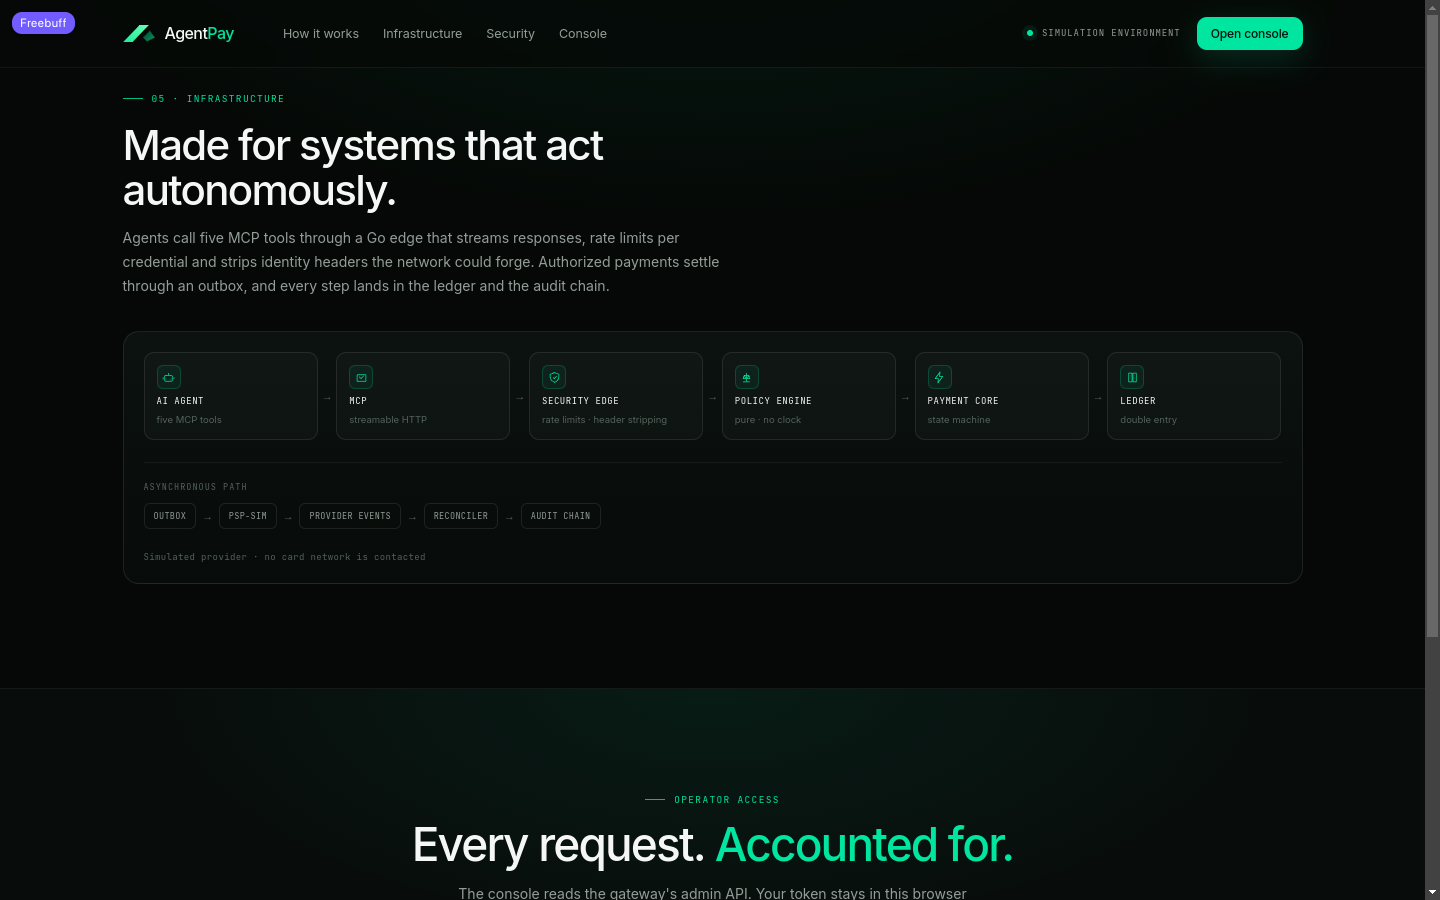 Freebuff
AgentPay
How it works
Infrastructure
Security
Console
SIMULATION ENVIRONMENT
Open console
05 · INFRASTRUCTURE
Made for systems that act
autonomously.
Agents call five MCP tools through a Go edge that streams responses, rate limits per
credential and strips identity headers the network could forge. Authorized payments settle
through an outbox, and every step lands in the ledger and the audit chain.
AI AGENT
five MCP tools
→
MCP
streamable HTTP
→
SECURITY EDGE
rate limits · header stripping
→
POLICY ENGINE
pure · no clock
→
PAYMENT CORE
state machine
→
LEDGER
double entry
ASYNCHRONOUS PATH
OUTBOX → PSP-SIM → PROVIDER EVENTS → RECONCILER → AUDIT CHAIN
Simulated provider · no card network is contacted
OPERATOR ACCESS
Every request. Accounted for.
The console reads the gateway's admin API. Your token stays in this browser